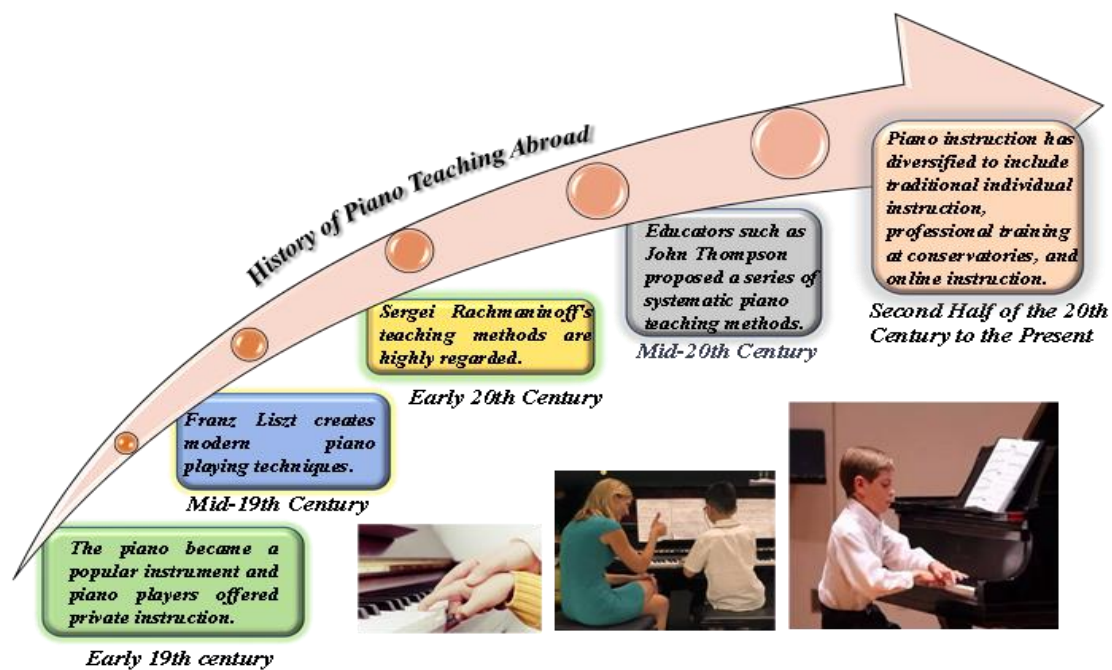 History of Piano Teaching Abroad
The piano became a
popular instrument and
piano players offered
private instruction.
Early 19th century
Franz Liszt creates
modern piano
playing techniques.
Mid-19th Century
Sergei Rachmaninoff's
teaching methods are
highly regarded.
Early 20th Century
Educators such as
John Thompson
proposed a series of
systematic piano
teaching methods.
Mid-20th Century
Piano instruction has
diversified to include
traditional individual
instruction,
professional training
at conservatories, and
online instruction.
Second Half of the 20th
Century to the Present